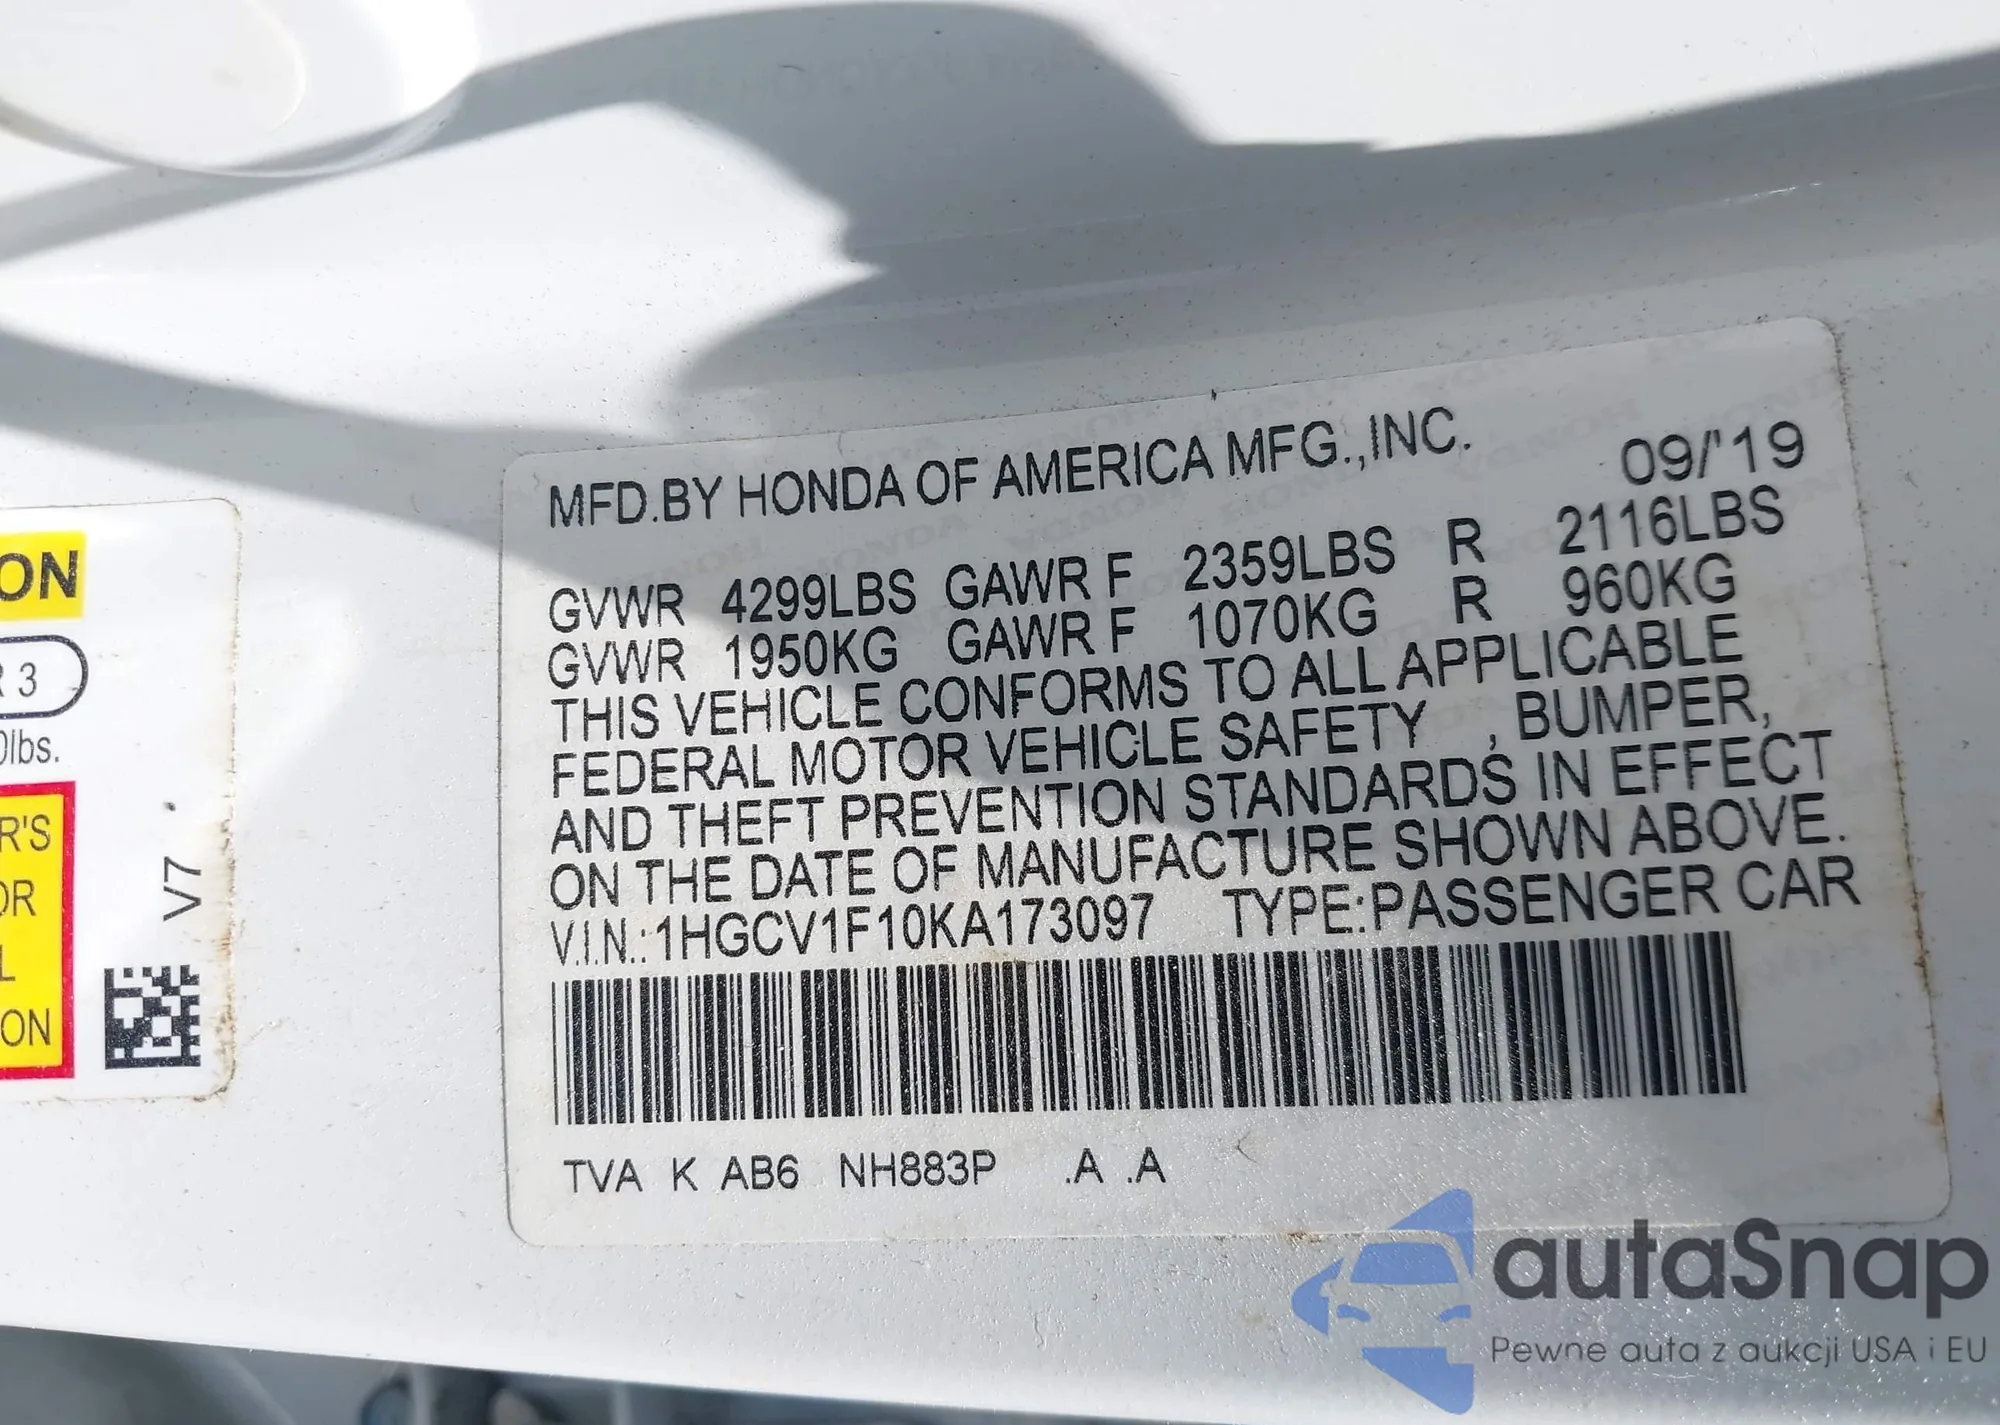 ON
R 3
0lbs.
R'S
OR
L
ON
V7
MFD.BY HONDA OF AMERICA MFG.,INC. 09/'19
GVWR 4299LBS GAWR F 2359LBS R 2116LBS
GVWR 1950KG GAWR F 1070KG R 960KG
THIS VEHICLE CONFORMS TO ALL APPLICABLE
FEDERAL MOTOR VEHICLE SAFETY , BUMPER,
AND THEFT PREVENTION STANDARDS IN EFFECT
ON THE DATE OF MANUFACTURE SHOWN ABOVE.
V.I.N.:1HGCV1F10KA173097 TYPE:PASSENGER CAR
TVA K AB6 NH883P .A .A
autaSnap
Pewne auta z aukcji USA i EU